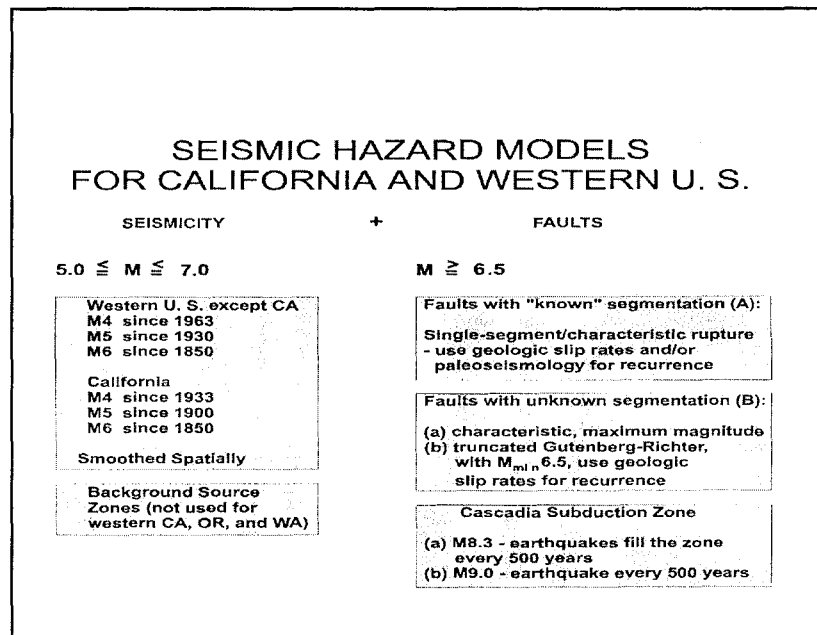 SEISMIC HAZARD MODELS
FOR CALIFORNIA AND WESTERN U. S.
SEISMICITY + FAULTS
5.0 ≦ M ≦ 7.0
Western U. S. except CA
M4 since 1963
M5 since 1930
M6 since 1850
California
M4 since 1933
M5 since 1900
M6 since 1850
Smoothed Spatially
Background Source
Zones (not used for
western CA, OR, and WA)
M ≧ 6.5
Faults with "known" segmentation (A):
Single-segment/characteristic rupture
- use geologic slip rates and/or
paleoseismology for recurrence
Faults with unknown segmentation (B):
(a) characteristic, maximum magnitude
(b) truncated Gutenberg-Richter,
with Mmin 6.5, use geologic
slip rates for recurrence
Cascadia Subduction Zone
(a) M8.3 - earthquakes fill the zone
every 500 years
(b) M9.0 - earthquake every 500 years